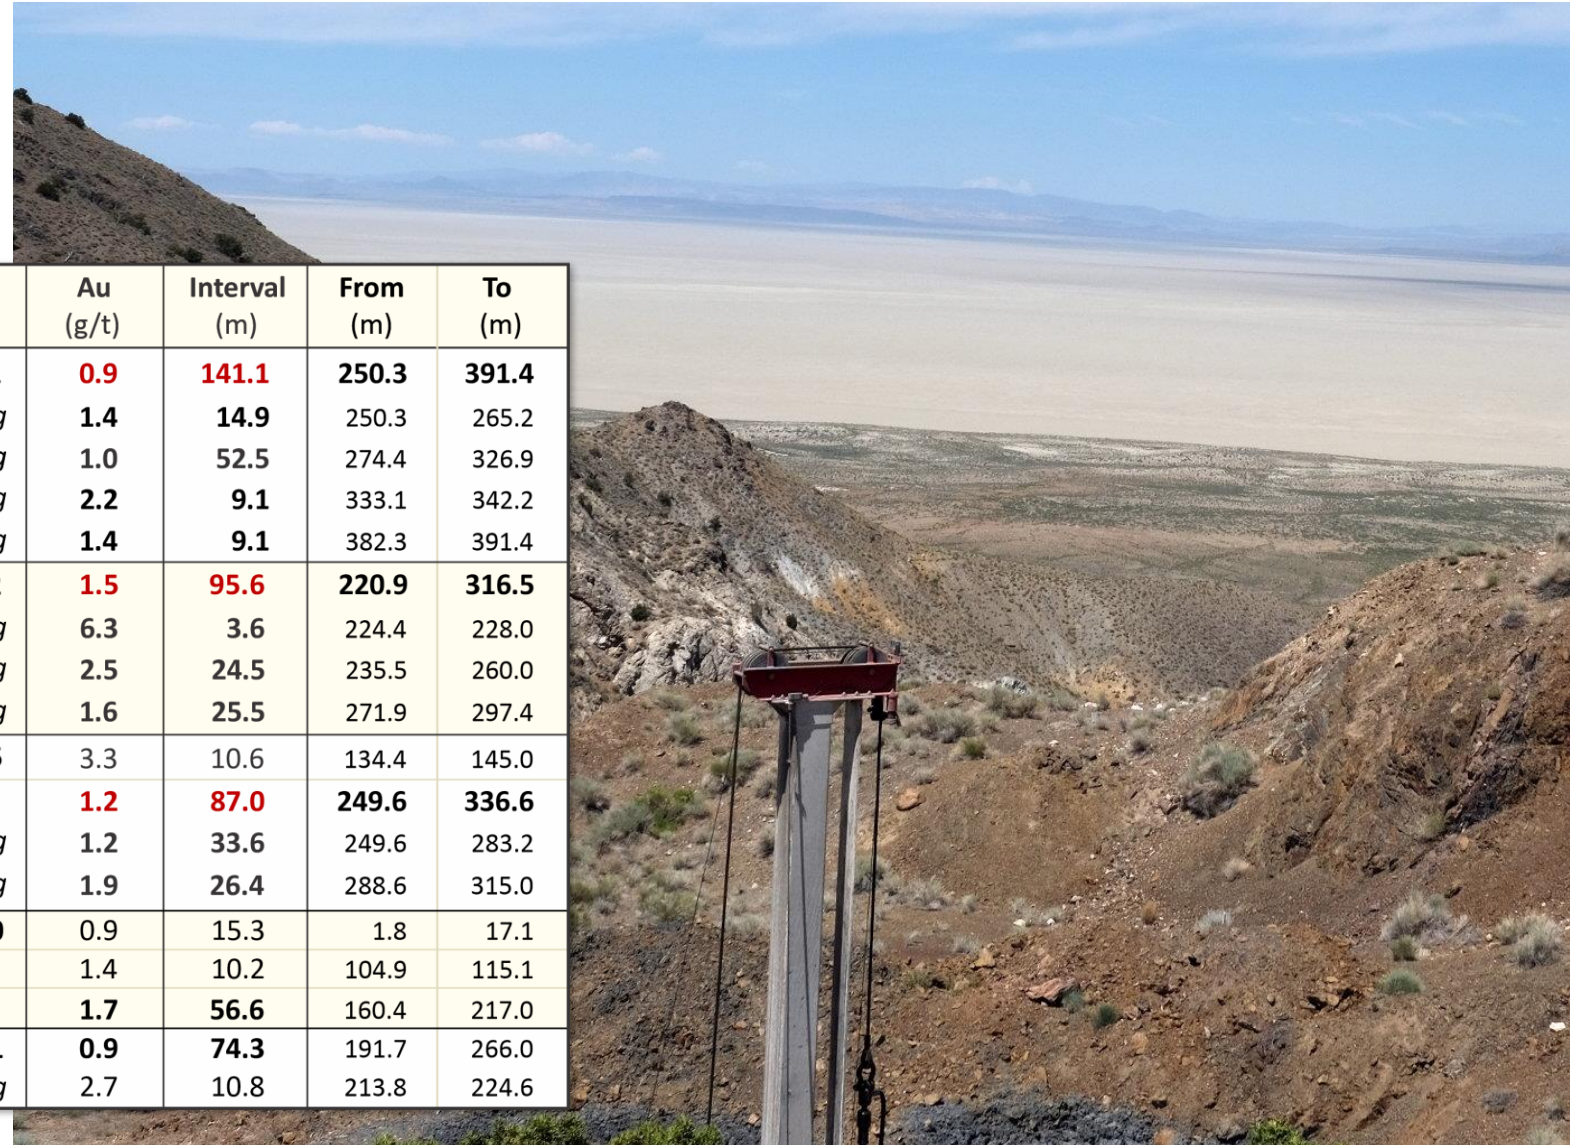 Au Interval From To
(g/t) (m) (m) (m)
0.9 141.1 250.3 391.4
g 1.4 14.9 250.3 265.2
g 1.0 52.5 274.4 326.9
g 2.2 9.1 333.1 342.2
g 1.4 9.1 382.3 391.4
1.5 95.6 220.9 316.5
g 6.3 3.6 224.4 228.0
g 2.5 24.5 235.5 260.0
g 1.6 25.5 271.9 297.4
3.3 10.6 134.4 145.0
1.2 87.0 249.6 336.6
g 1.2 33.6 249.6 283.2
g 1.9 26.4 288.6 315.0
0.9 15.3 1.8 17.1
1.4 10.2 104.9 115.1
1.7 56.6 160.4 217.0
0.9 74.3 191.7 266.0
g 2.7 10.8 213.8 224.6